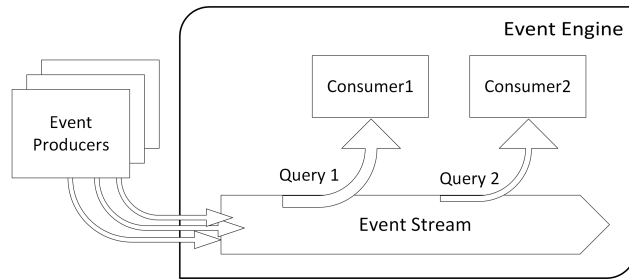 Event Engine
Consumer1
Consumer2
Event
Producers
Query 1
Query 2
Event Stream